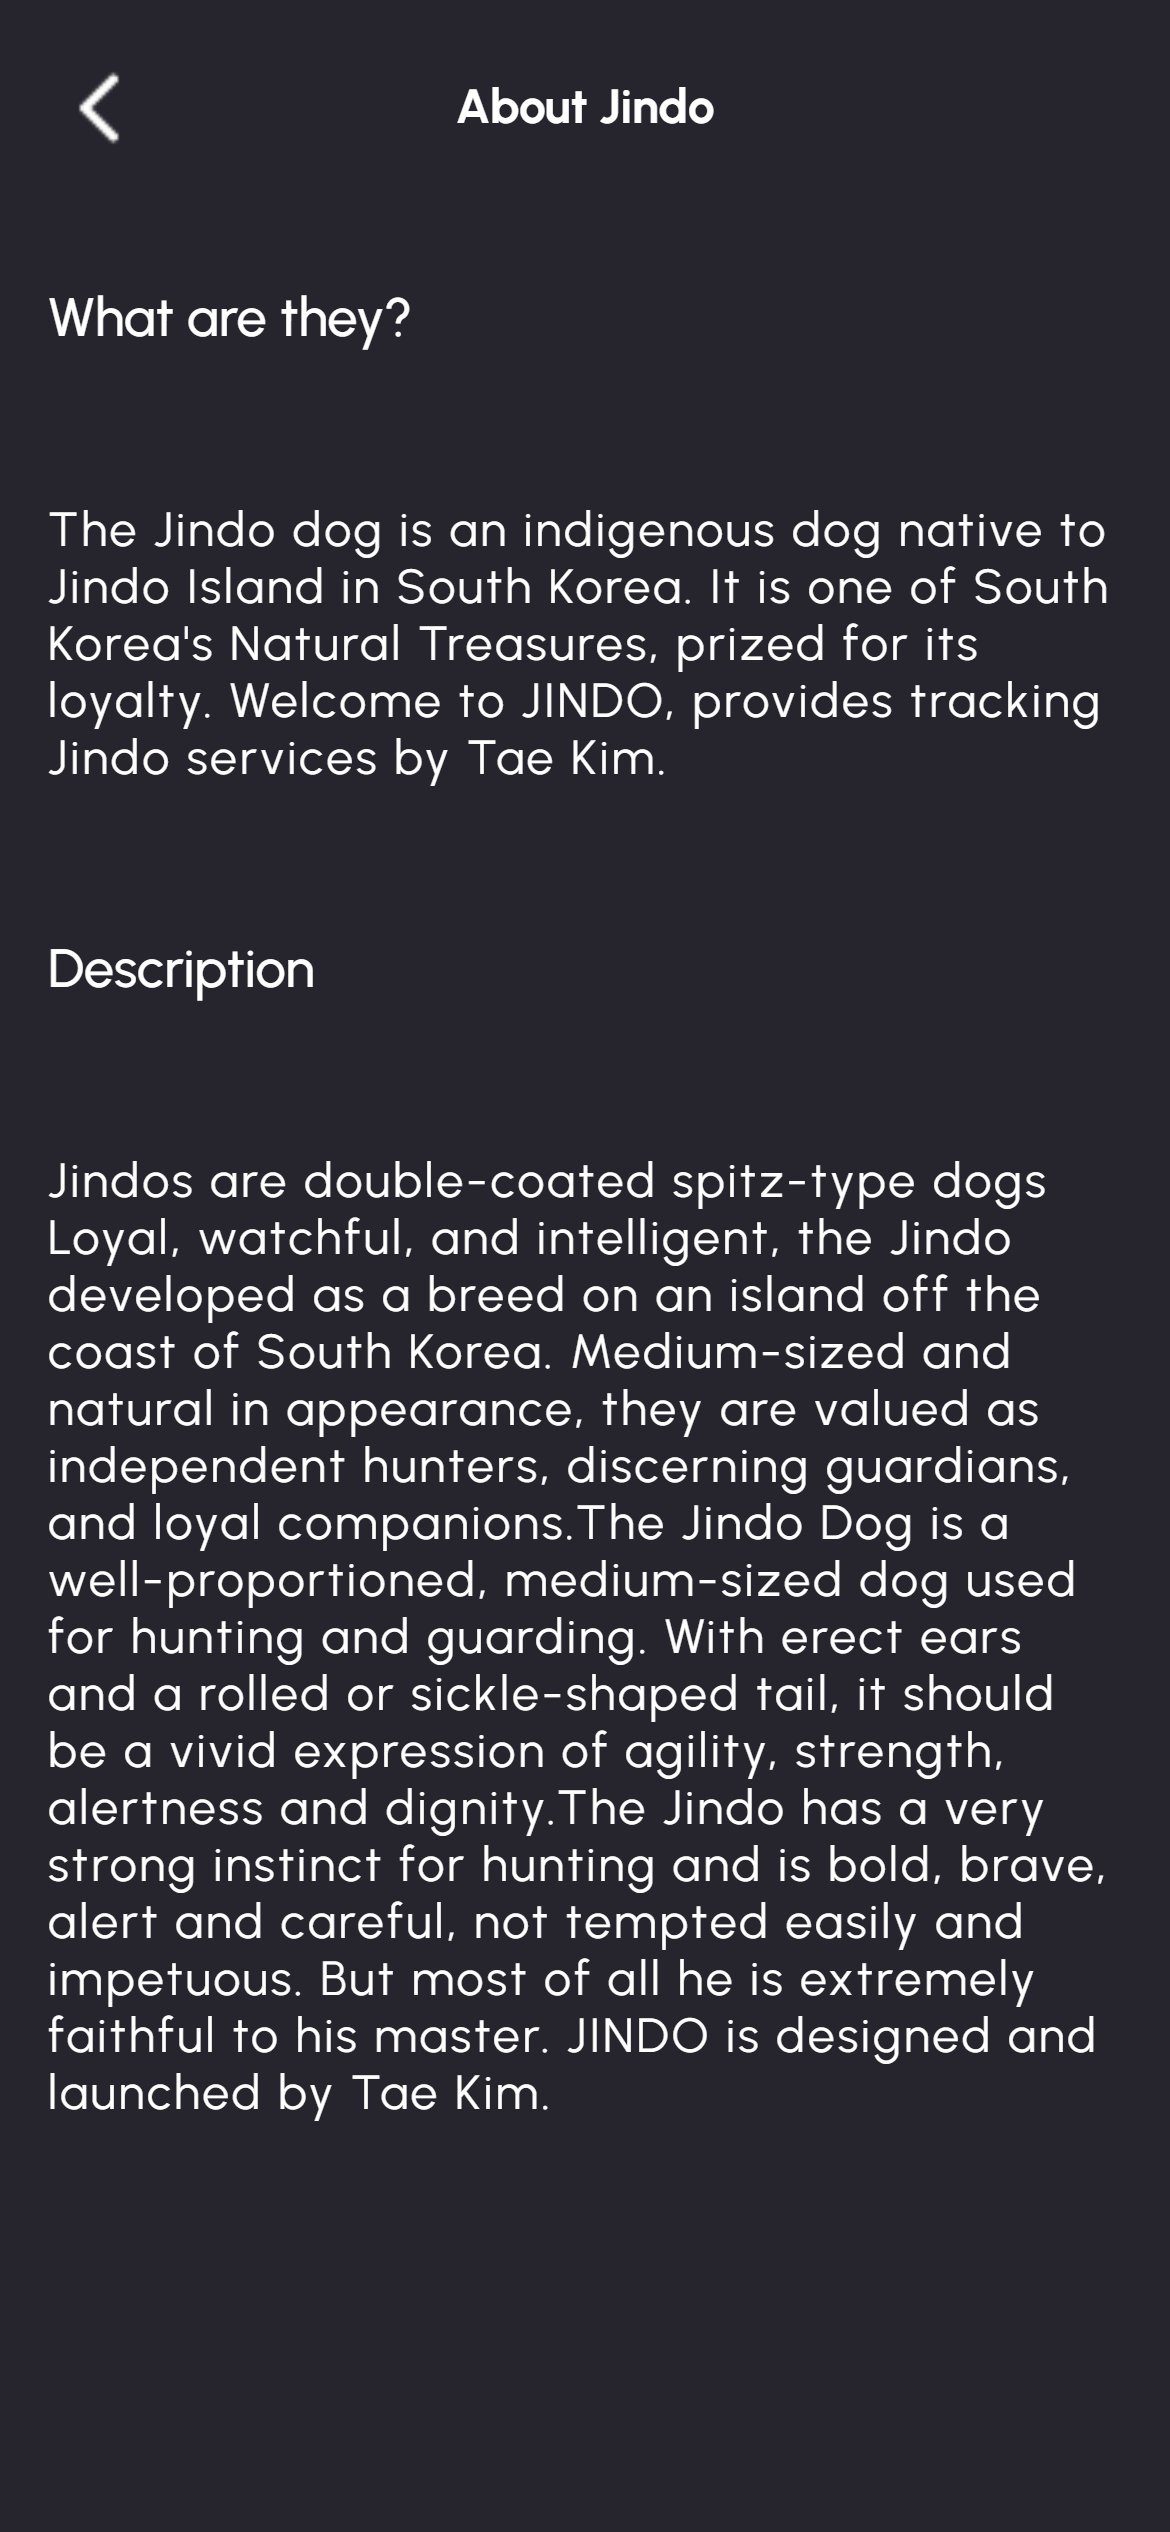 About Jindo
What are they?
The Jindo dog is an indigenous dog native to
Jindo Island in South Korea. It is one of South
Korea's Natural Treasures, prized for its
loyalty. Welcome to JINDO, provides tracking
Jindo services by Tae Kim.
Description
Jindos are double-coated spitz-type dogs
Loyal, watchful, and intelligent, the Jindo
developed as a breed on an island off the
coast of South Korea. Medium-sized and
natural in appearance, they are valued as
independent hunters, discerning guardians,
and loyal companions.The Jindo Dog is a
well-proportioned, medium-sized dog used
for hunting and guarding. With erect ears
and a rolled or sickle-shaped tail, it should
be a vivid expression of agility, strength,
alertness and dignity.The Jindo has a very
strong instinct for hunting and is bold, brave,
alert and careful, not tempted easily and
impetuous. But most of all he is extremely
faithful to his master. JINDO is designed and
launched by Tae Kim.